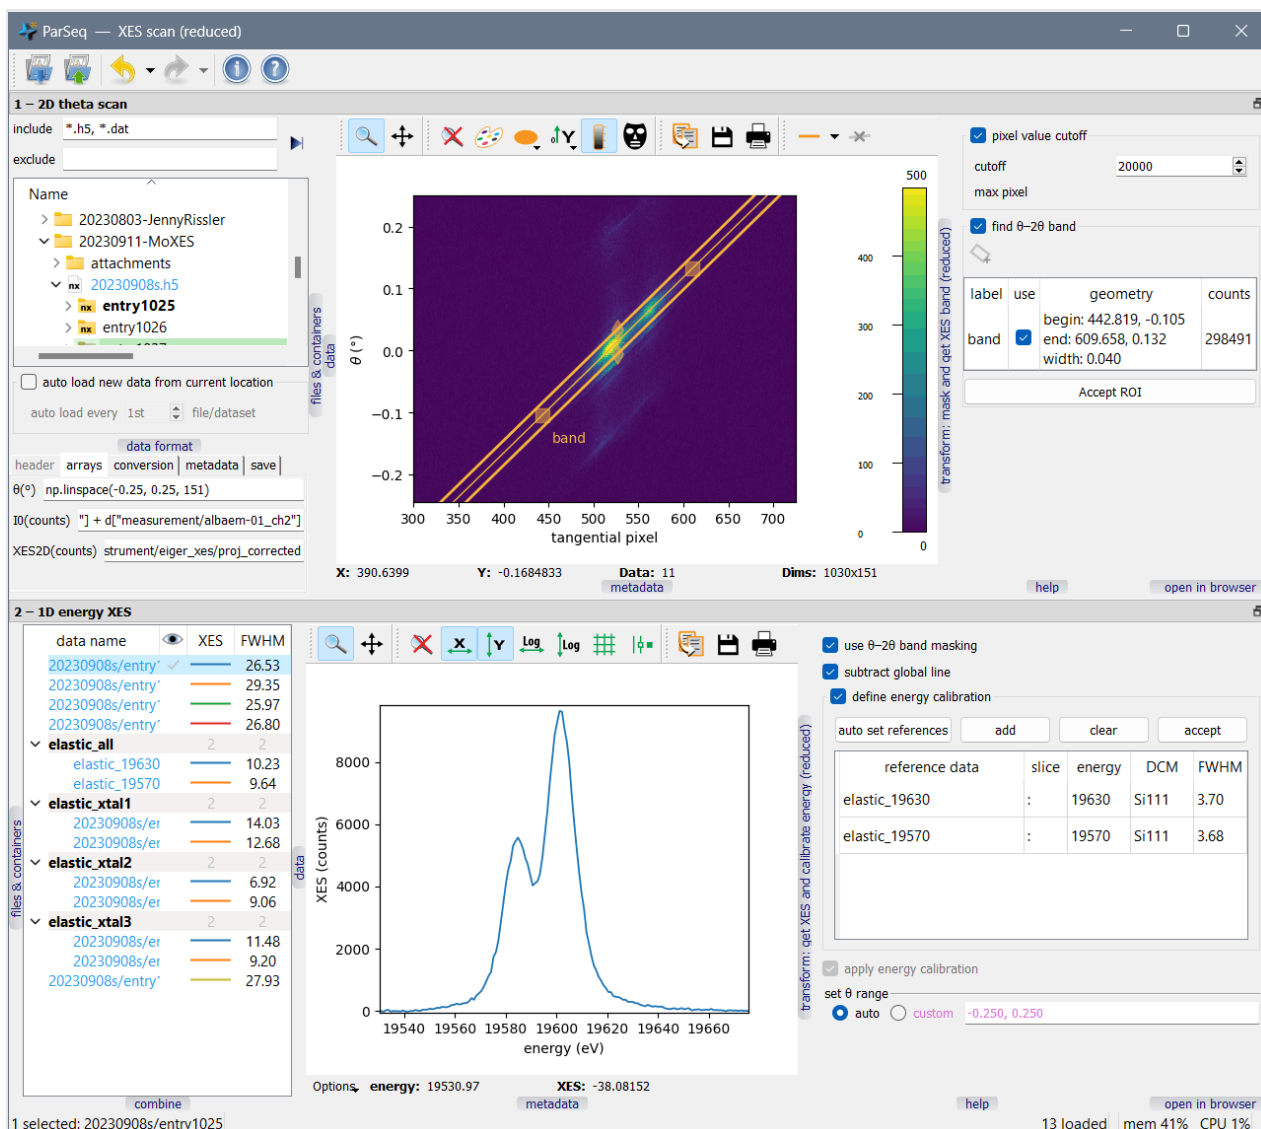 ParSeq — XES scan (reduced)
1 – 2D theta scan
include *.h5, *.dat
exclude
Name
20230803-JennyRissler
20230911-MoXES
attachments
nx 20230908s.h5
nx entry1025
nx entry1026
auto load new data from current location
auto load every 1st file/dataset
data format
header arrays conversion metadata save
θ(°) np.linspace(-0.25, 0.25, 151)
I0(counts) "] + d["measurement/albaem-01_ch2"]
XES2D(counts) strument/eiger_xes/proj_corrected
files & containers
data
Y
θ (°)
0.2
0.1
0.0
−0.1
−0.2
band
300 350 400 450 500 550 600 650 700
tangential pixel
500
400
300
200
100
0
0
X: 390.6399 Y: -0.1684833 Data: 11 Dims: 1030x151
metadata
transform: mask and get XES band (reduced)
pixel value cutoff
cutoff 20000
max pixel
find θ–2θ band
label use geometry counts
band
begin: 442.819, -0.105
end: 609.658, 0.132
width: 0.040
298491
Accept ROI
help open in browser
2 – 1D energy XES
files & containers
data name XES FWHM
20230908s/entry1 26.53
20230908s/entry1 29.35
20230908s/entry1 25.97
20230908s/entry1 26.80
elastic_all 2 2
elastic_19630 10.23
elastic_19570 9.64
elastic_xtal1 2 2
20230908s/er 14.03
20230908s/er 12.68
elastic_xtal2 2 2
20230908s/er 6.92
20230908s/er 9.06
elastic_xtal3 2 2
20230908s/er 11.48
20230908s/er 9.20
20230908s/entry1 27.93
combine
data
X Y Log Log
XES (counts)
8000
6000
4000
2000
0
19540 19560 19580 19600 19620 19640 19660
energy (eV)
Options energy: 19530.97 XES: -38.08152
metadata
transform: get XES and calibrate energy (reduced)
use θ–2θ band masking
subtract global line
define energy calibration
auto set references add clear accept
reference data slice energy DCM FWHM
elastic_19630 : 19630 Si111 3.70
elastic_19570 : 19570 Si111 3.68
apply energy calibration
set θ range
auto custom -0.250, 0.250
help open in browser
1 selected: 20230908s/entry1025
13 loaded mem 41% CPU 1%